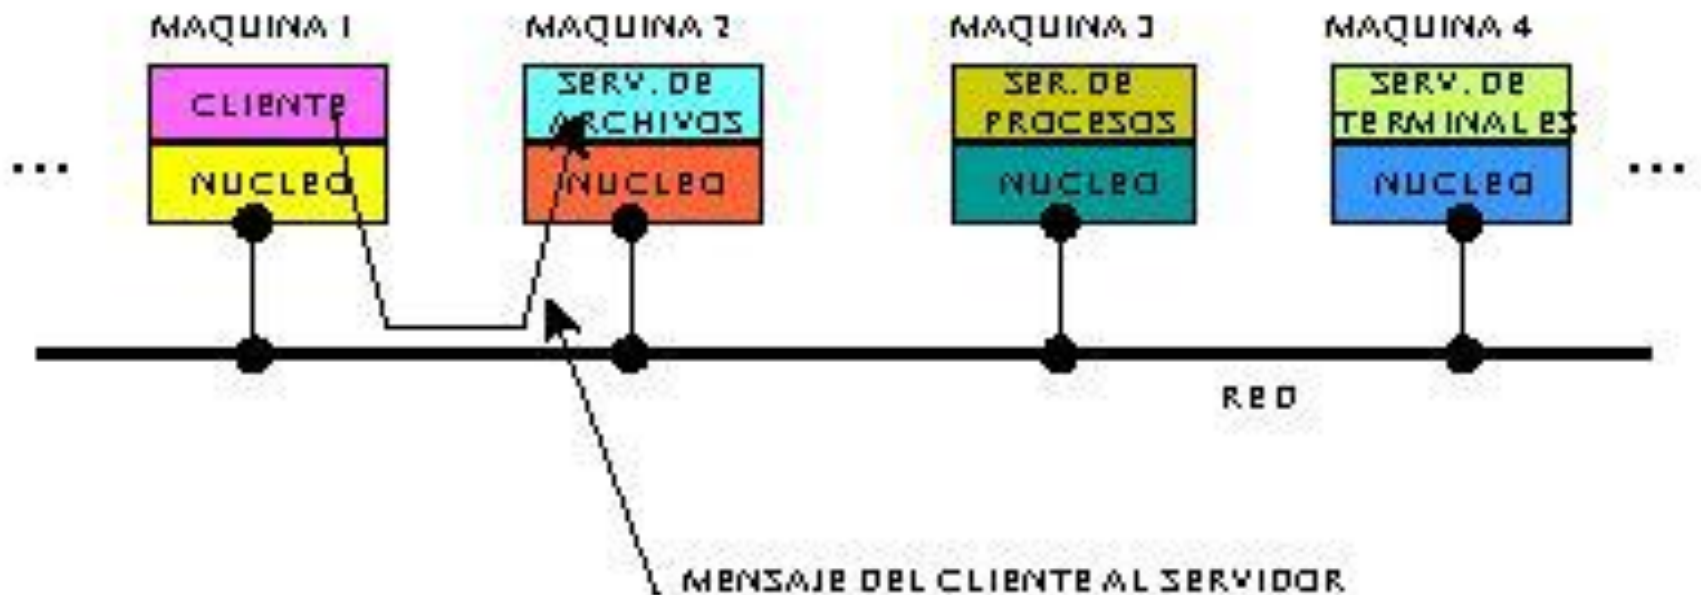 MAQUINA 1
MAQUINA 2
MAQUINA 3
MAQUINA 4
CLIENTE
NUCLEO
SERV. DE
ARCHIVOS
NUCLEO
SER. DE
PROCESOS
NUCLEO
SERV. DE
TERMINALES
NUCLEO
...
...
RED
MENSAJE DEL CLIENTE AL SERVIDOR